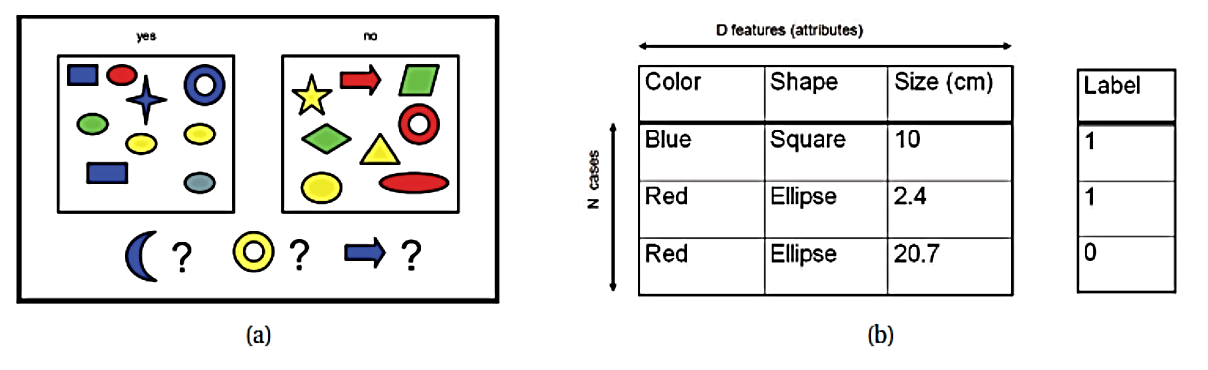 yes no
? ? ?
(a)
D features (attributes)
N cases
Color Shape Size (cm) Label
Blue Square 10 1
Red Ellipse 2.4 1
Red Ellipse 20.7 0
(b)